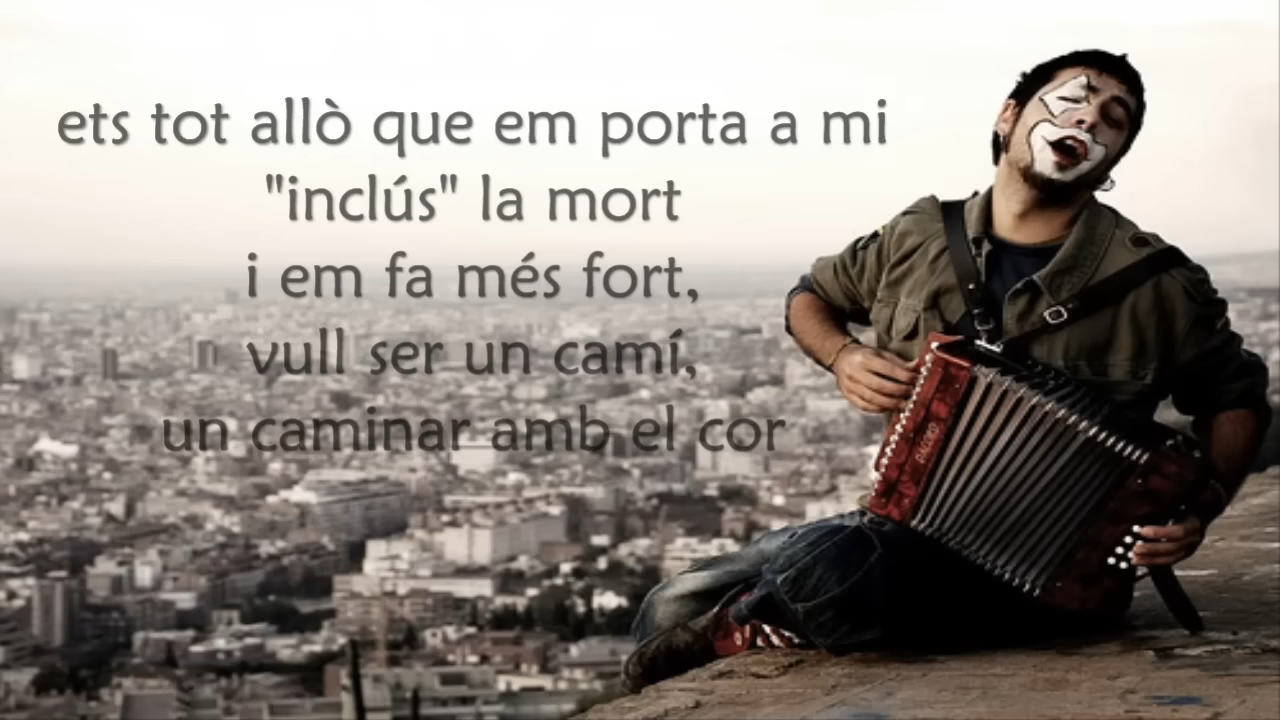 ets tot allò que em porta a mi
"inclús" la mort
i em fa més fort,
vull ser un camí,
un caminar amb el cor